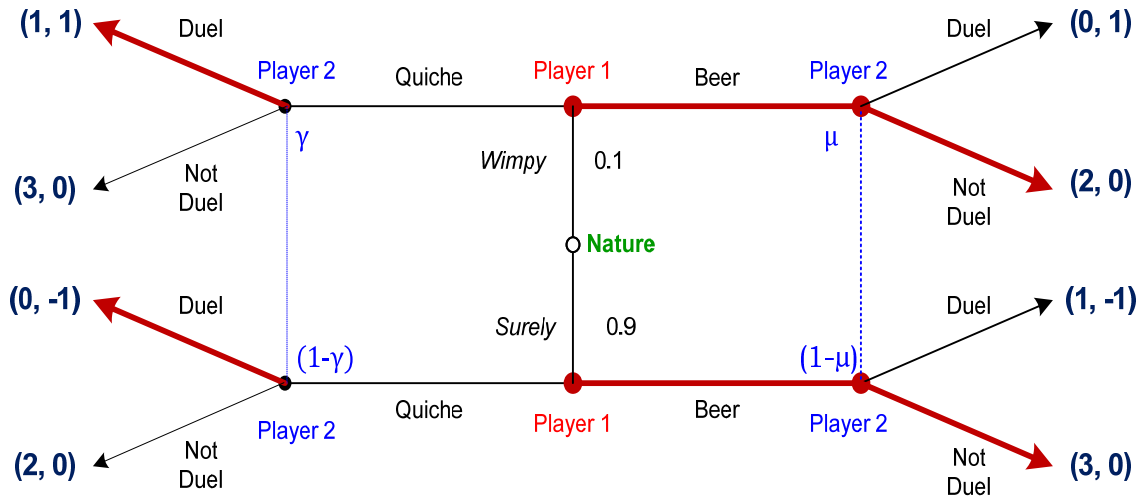 (1, 1)
Duel
Player 2
Quiche
Player 1
Beer
Player 2
Duel
(0, 1)
γ
μ
(3, 0)
Not
Duel
Wimpy
0.1
Not
Duel
(2, 0)
Nature
(0, -1)
Duel
Surely
0.9
Duel
(1, -1)
(1-γ)
(1-μ)
Player 2
Quiche
Player 1
Beer
Player 2
(2, 0)
Not
Duel
Not
Duel
(3, 0)